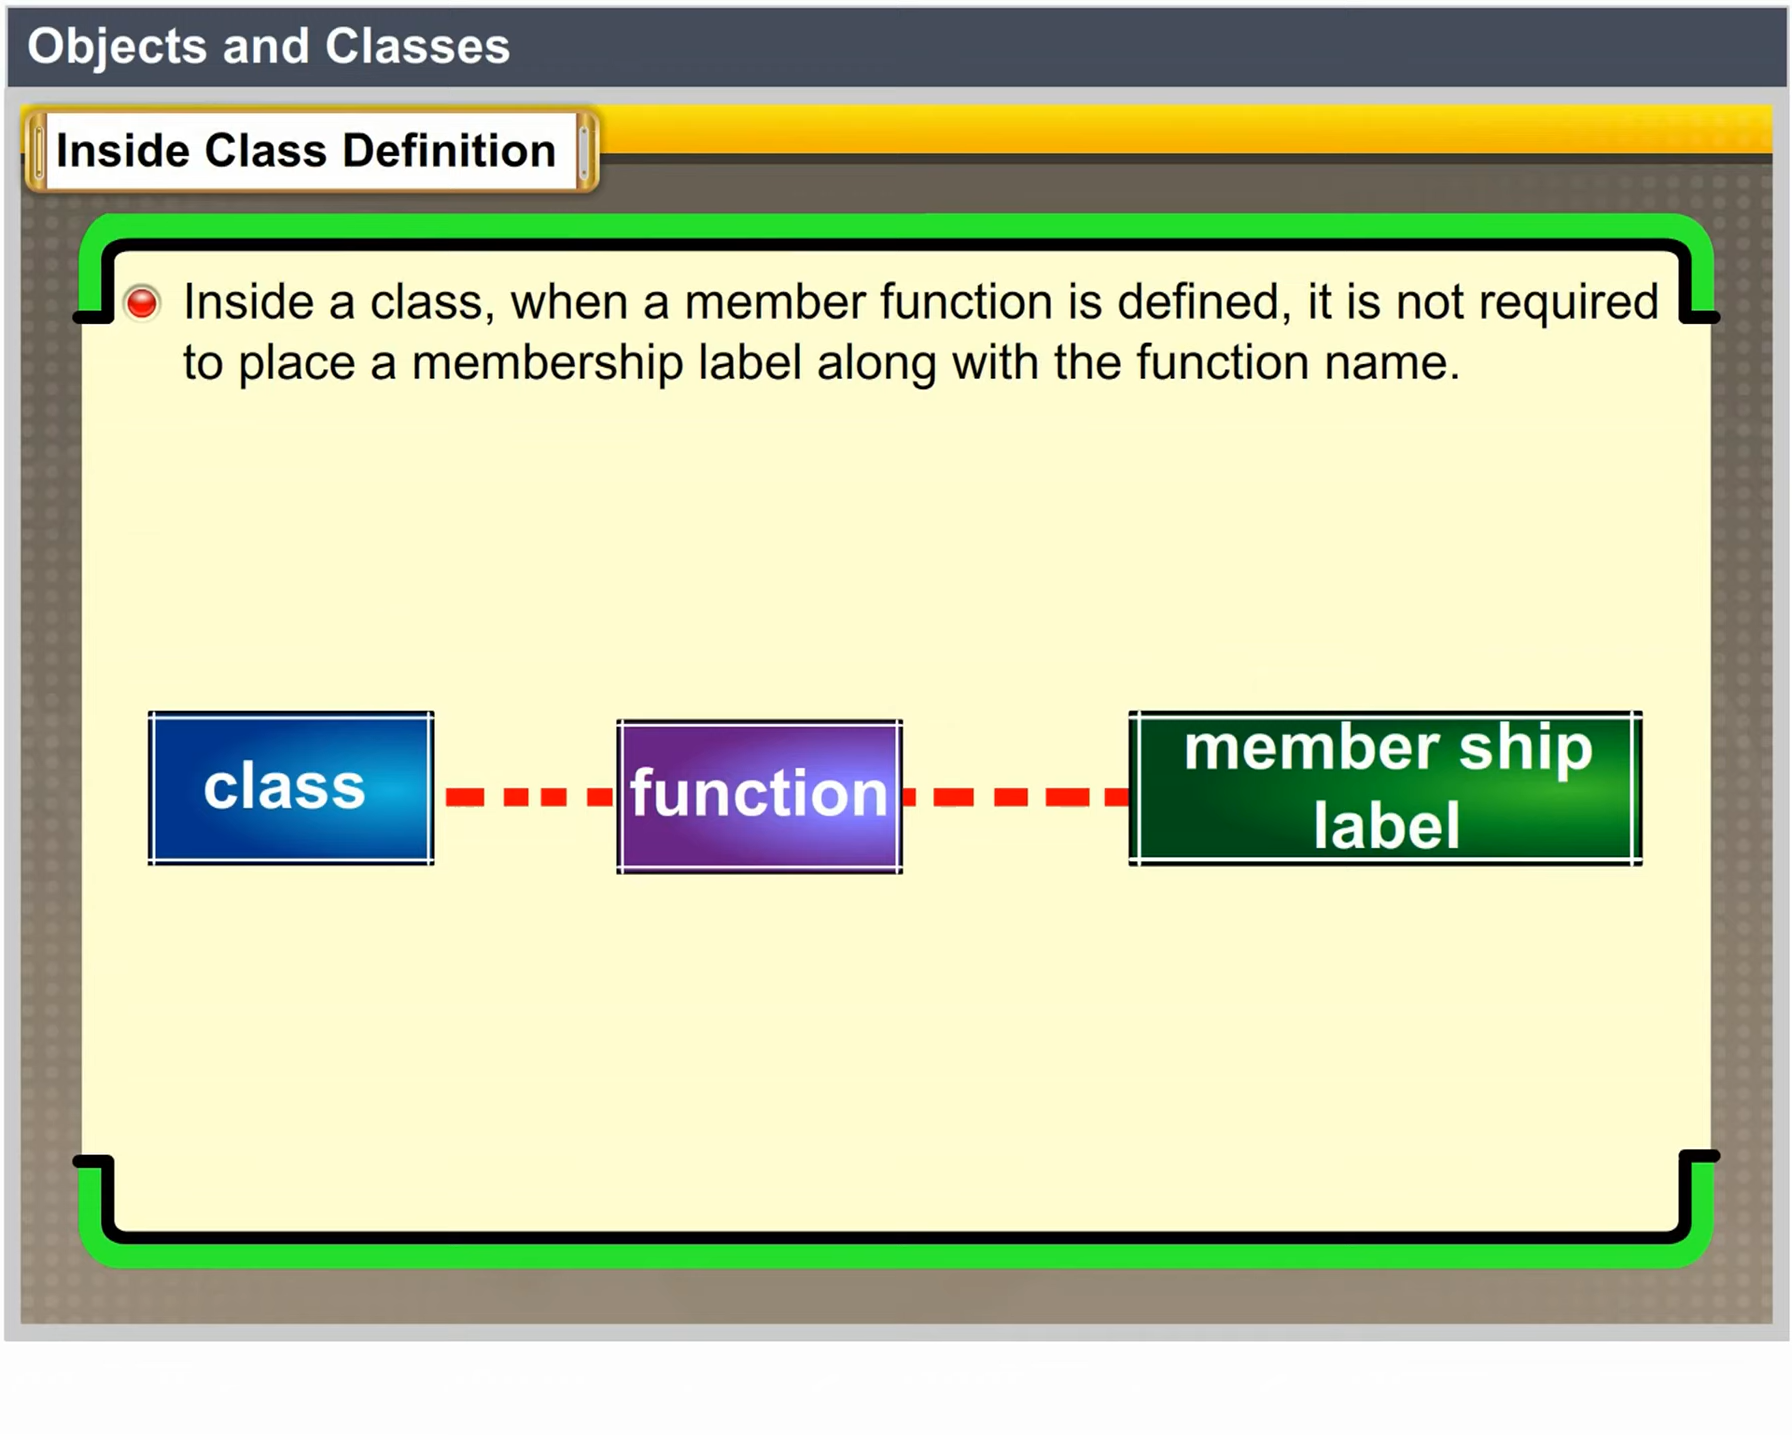 Objects and Classes
Inside Class Definition
Inside a class, when a member function is defined, it is not required
to place a membership label along with the function name.
class
function
member ship
label